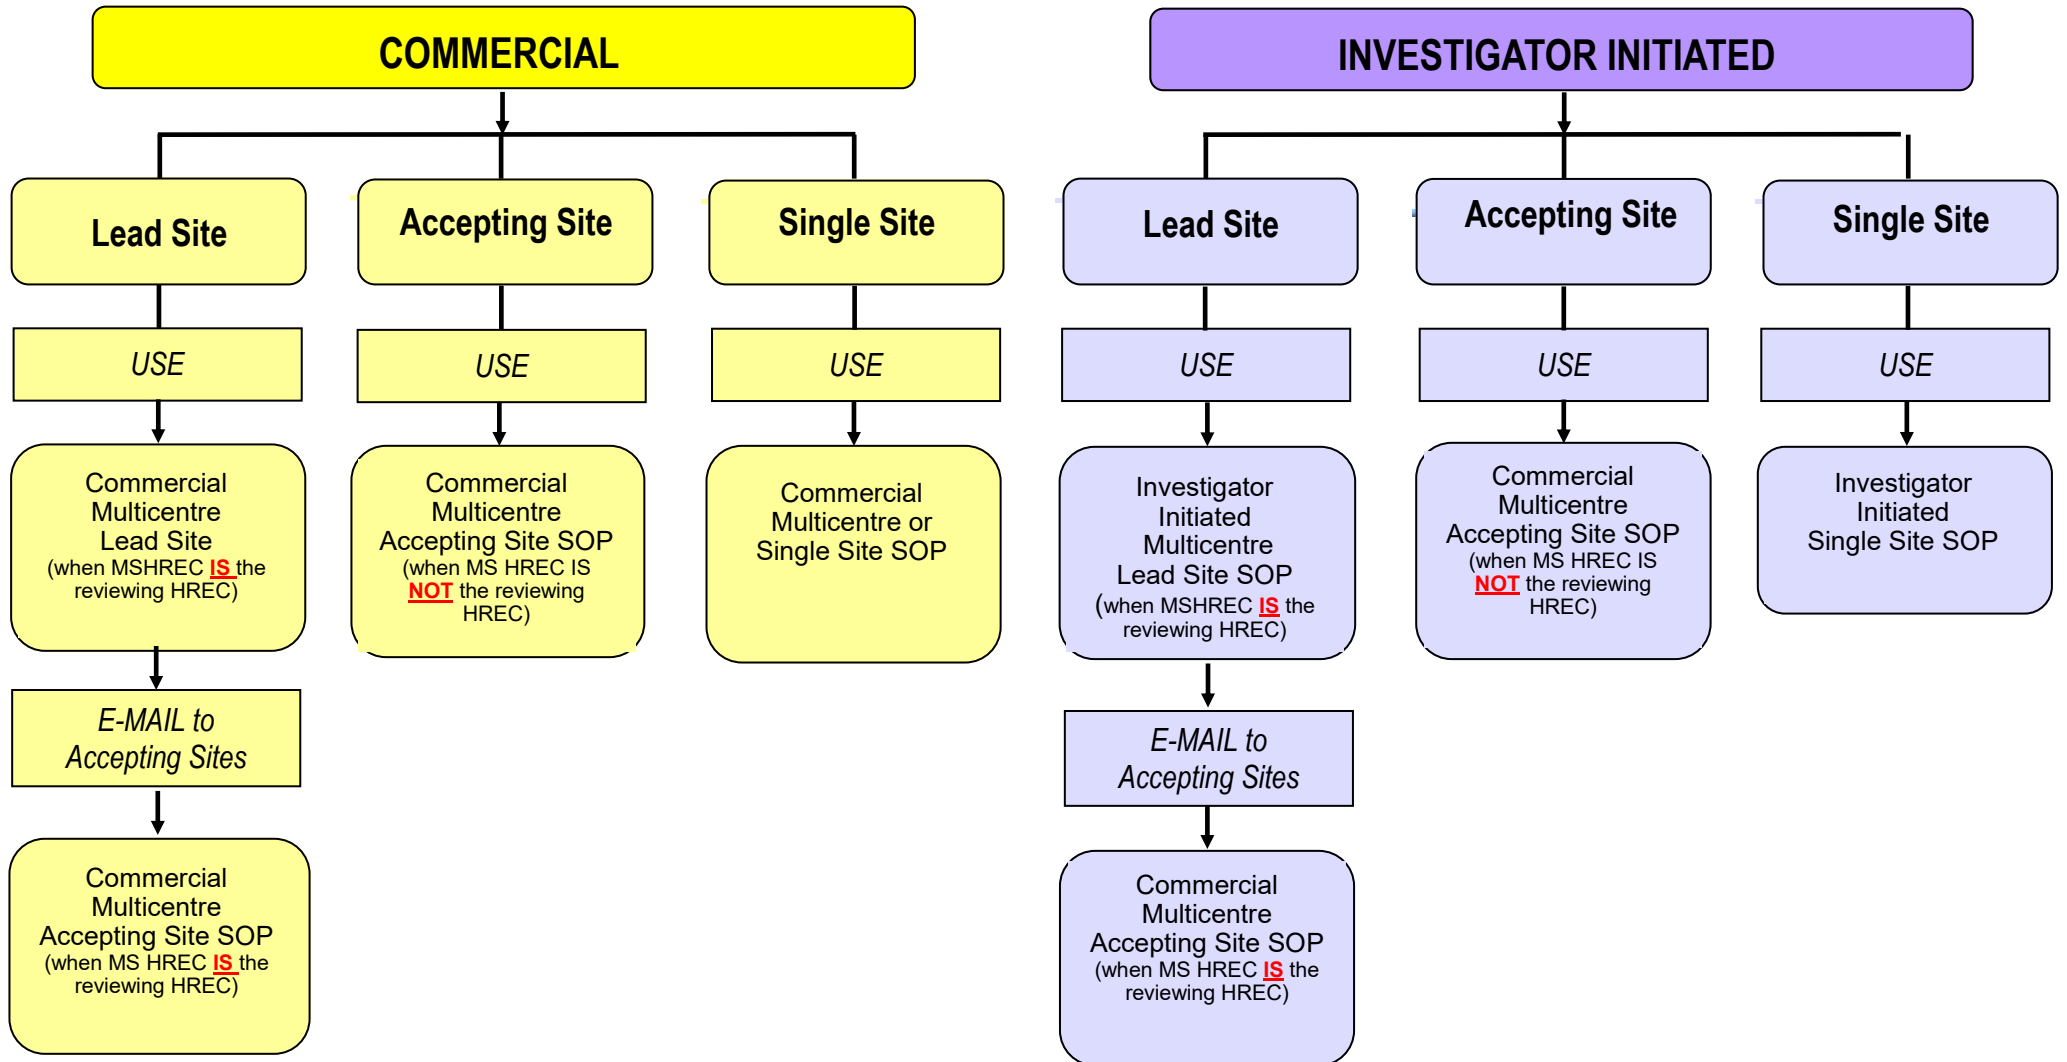 COMMERCIAL
Lead Site
Accepting Site
Single Site
USE
USE
USE
Commercial
Multicentre
Lead Site
(when MSHREC IS the
reviewing HREC)
Commercial
Multicentre
Accepting Site SOP
(when MS HREC IS
NOT the reviewing
HREC)
Commercial
Multicentre or
Single Site SOP
E-MAIL to
Accepting Sites
Commercial
Multicentre
Accepting Site SOP
(when MS HREC IS the
reviewing HREC)
INVESTIGATOR INITIATED
Lead Site
Accepting Site
Single Site
USE
USE
USE
Investigator
Initiated
Multicentre
Lead Site SOP
(when MSHREC IS the
reviewing HREC)
Commercial
Multicentre
Accepting Site SOP
(when MS HREC IS
NOT the reviewing
HREC)
Investigator
Initiated
Single Site SOP
E-MAIL to
Accepting Sites
Commercial
Multicentre
Accepting Site SOP
(when MS HREC IS the
reviewing HREC)